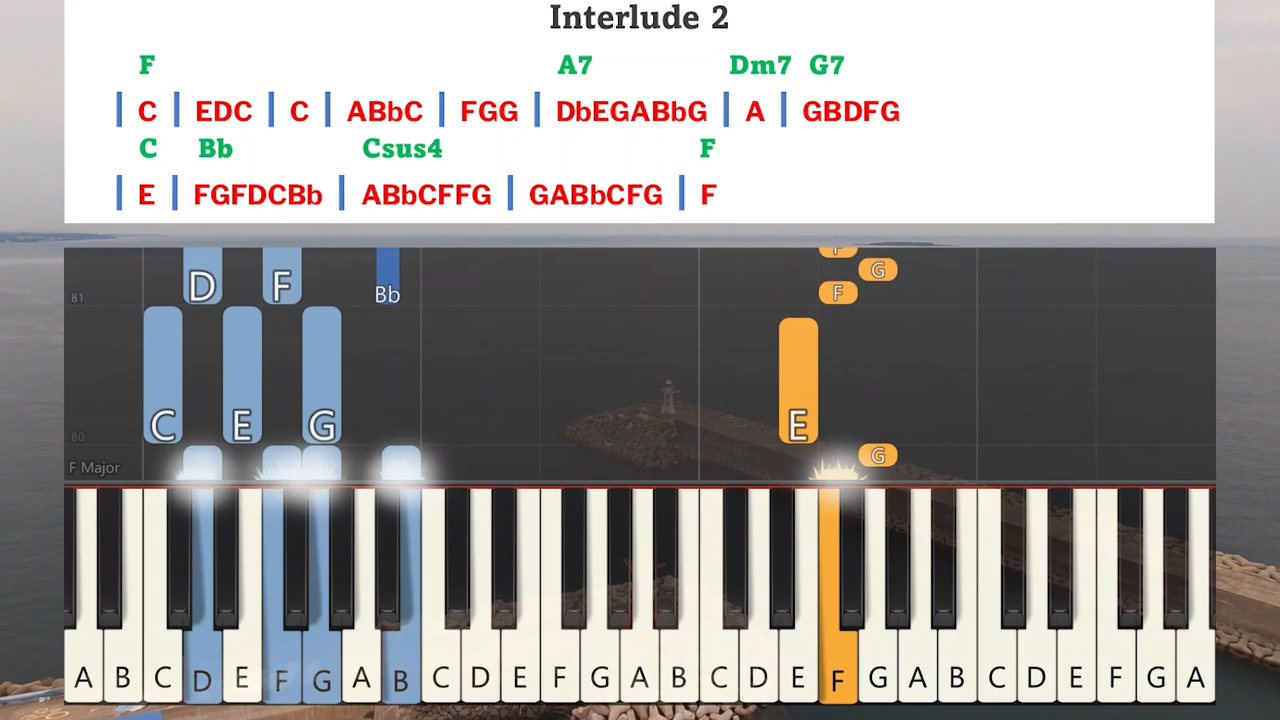 Interlude 2
F A7 Dm7 G7
| C | EDC | C | ABbC | FGG | DbEGABbG | A | GBDFG
C Bb Csus4 F
| E | FGFDCBb | ABbCFFG | GABbCFG | F
D F F
G
81 Bb F
C E G E
80
F Major G
A B C D E F G A B C D E F G A B C D E F G A B C D E F G A